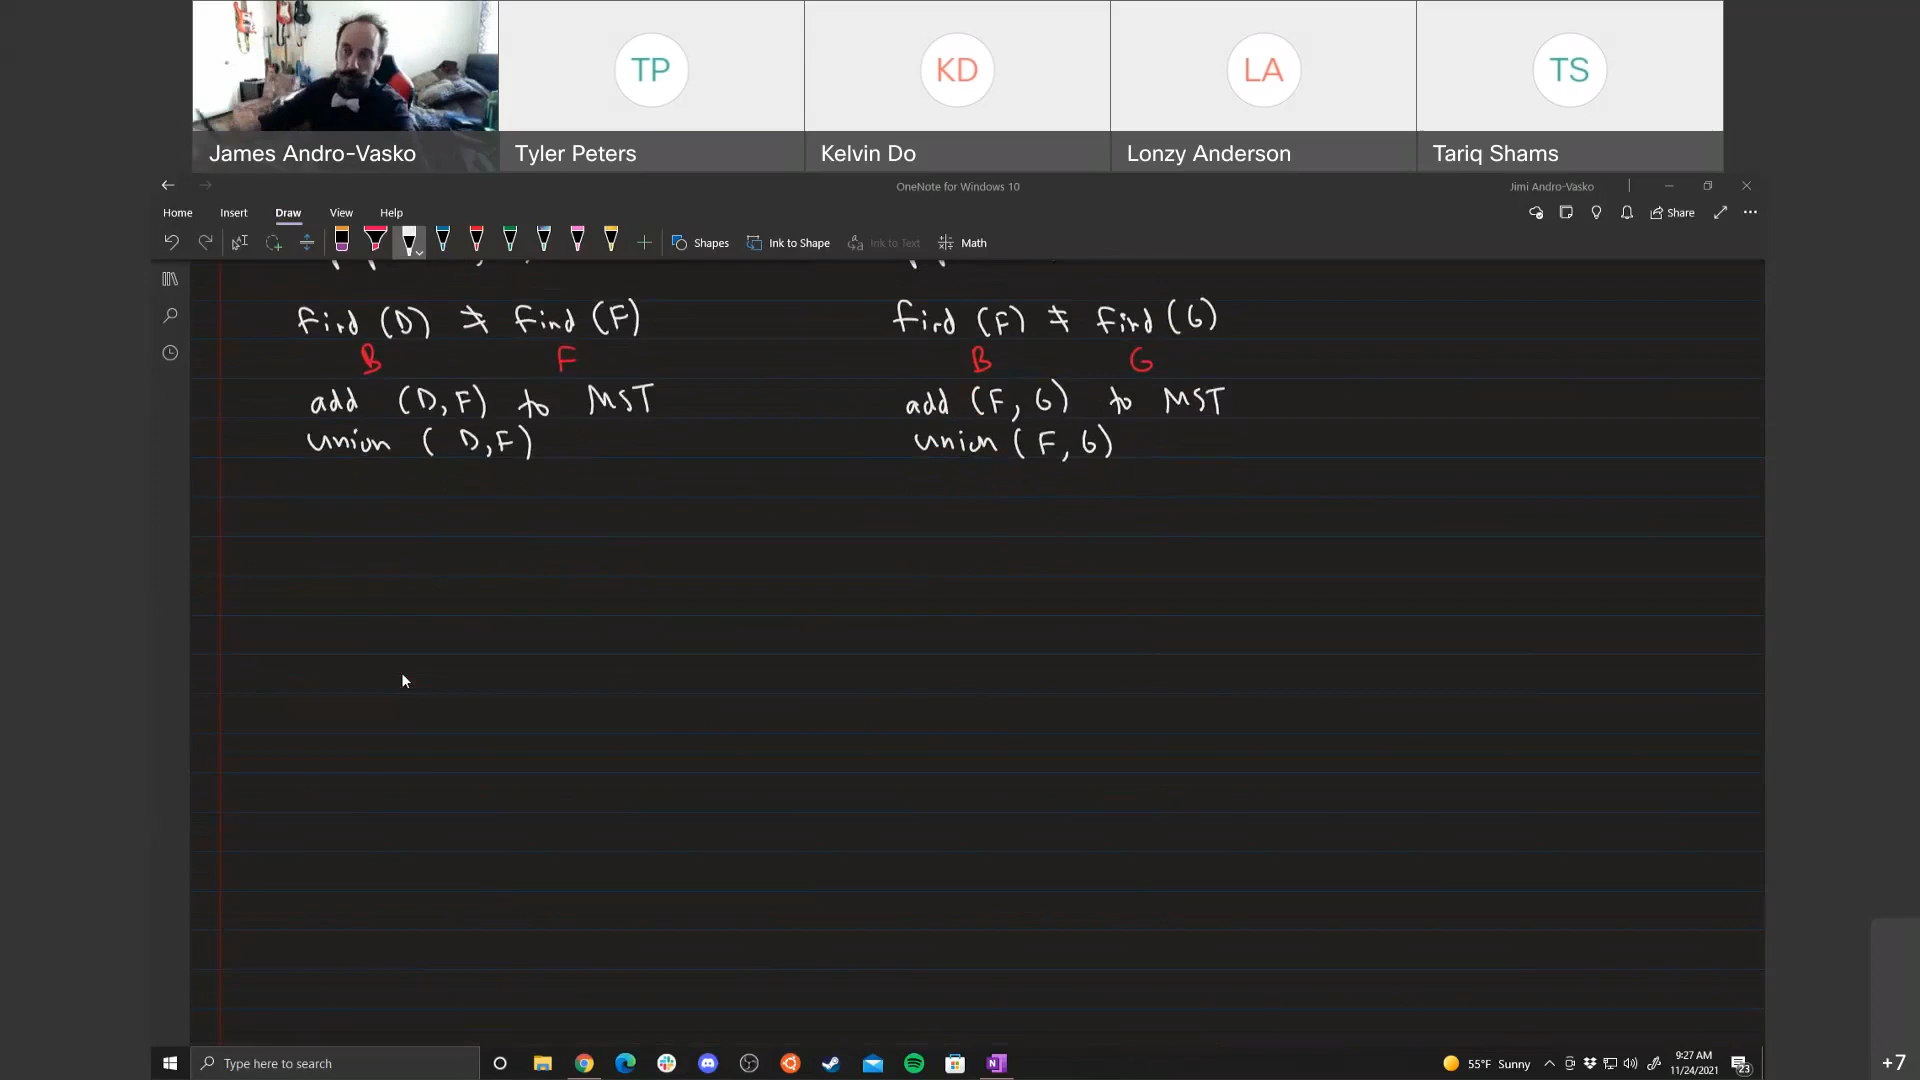 TP
KD
LA
TS
James Andro-Vasko
Tyler Peters
Kelvin Do
Lonzy Anderson
Tariq Shams
OneNote for Windows 10
Jimi Andro-Vasko
Home Insert Draw View Help
Share
Shapes Ink to Shape Ink to Text Math
find (D) ≠ find (F)
B F
add (D,F) to MST
union ( D,F)
find (F) ≠ find (G)
B G
add (F, G) to MST
union ( F, G)
Type here to search
55°F Sunny
9:27 AM
11/24/2021
23
+7